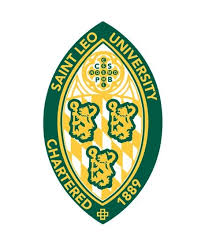 SAINT LEO UNIVERSITY
C S
P B
CHARTERED 1889